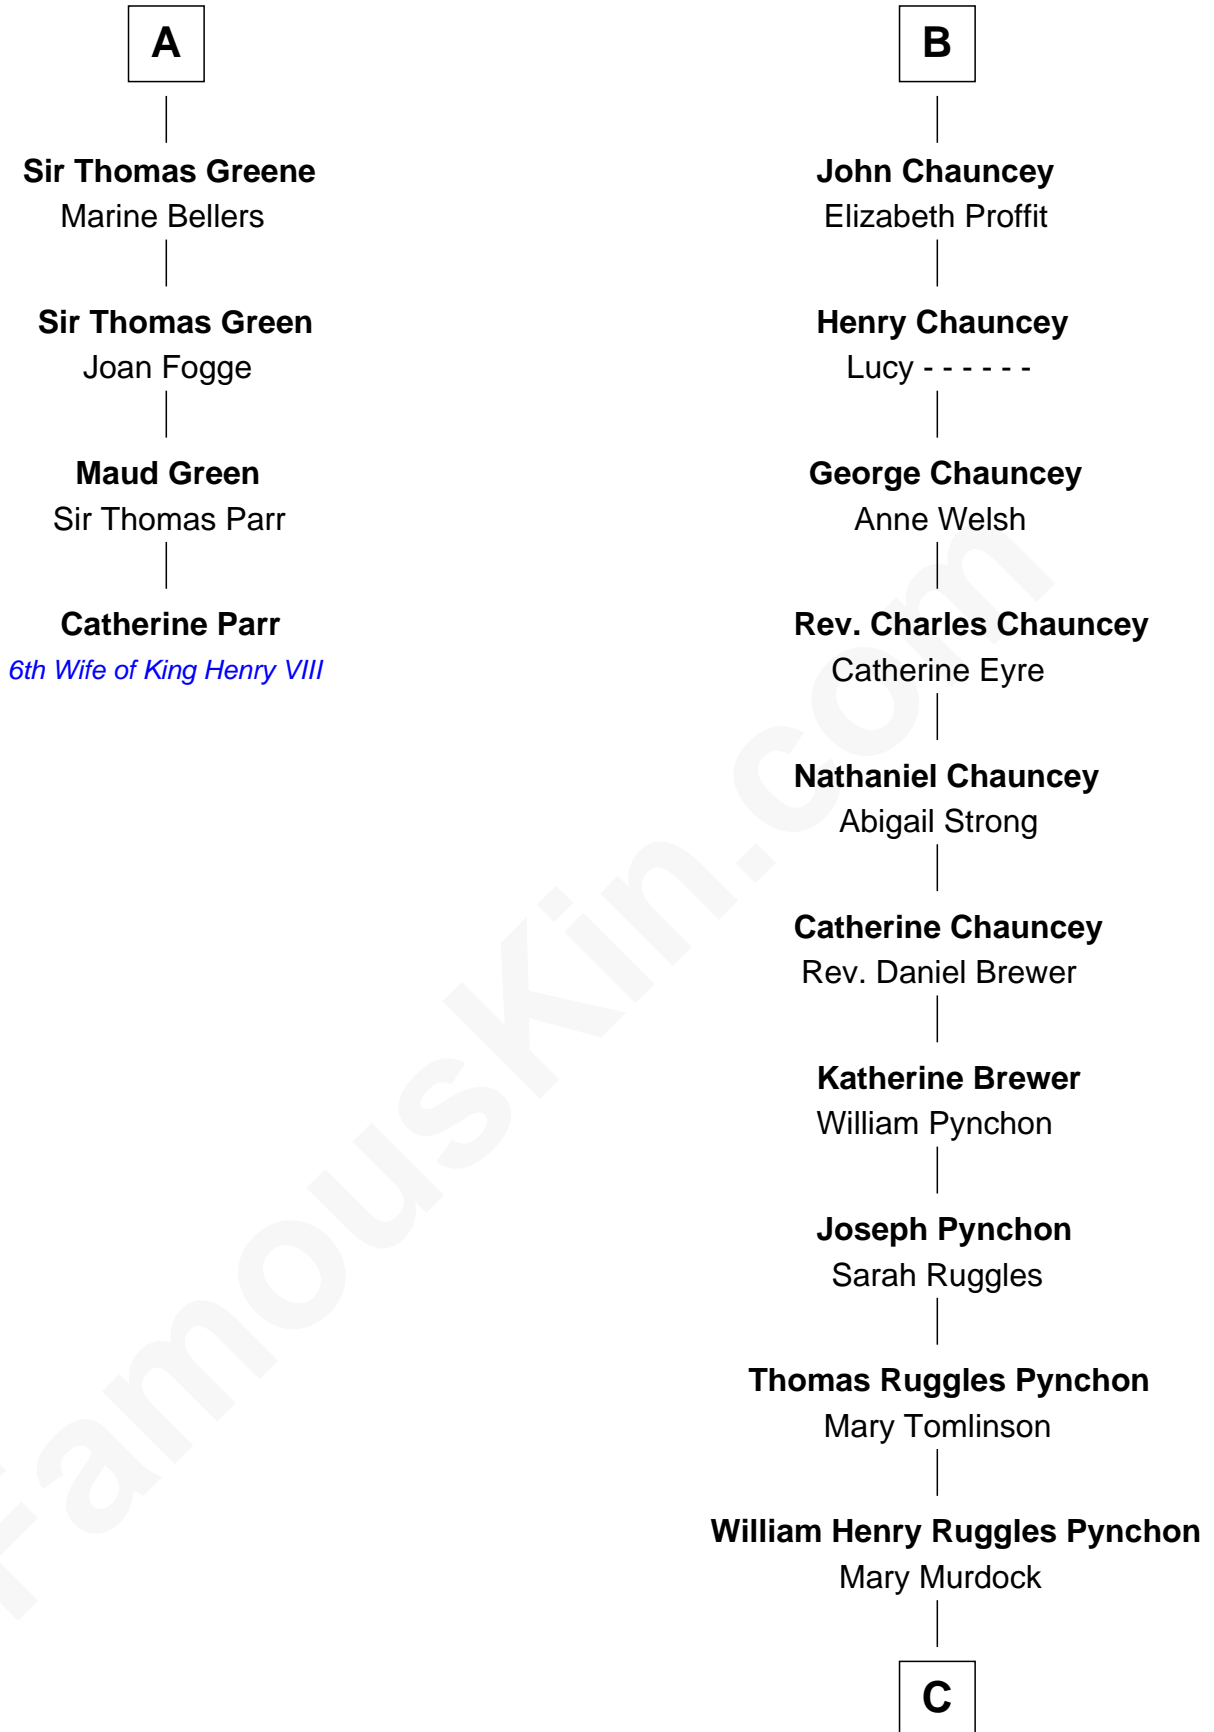 A
Sir Thomas Greene
Marine Bellers
Sir Thomas Green
Joan Fogge
Maud Green
Sir Thomas Parr
Catherine Parr
6th Wife of King Henry VIII
B
John Chauncey
Elizabeth Proffit
Henry Chauncey
Lucy - - - - - -
George Chauncey
Anne Welsh
Rev. Charles Chauncey
Catherine Eyre
Nathaniel Chauncey
Abigail Strong
Catherine Chauncey
Rev. Daniel Brewer
Katherine Brewer
William Pynchon
Joseph Pynchon
Sarah Ruggles
Thomas Ruggles Pynchon
Mary Tomlinson
William Henry Ruggles Pynchon
Mary Murdock
C
FamousKin.com